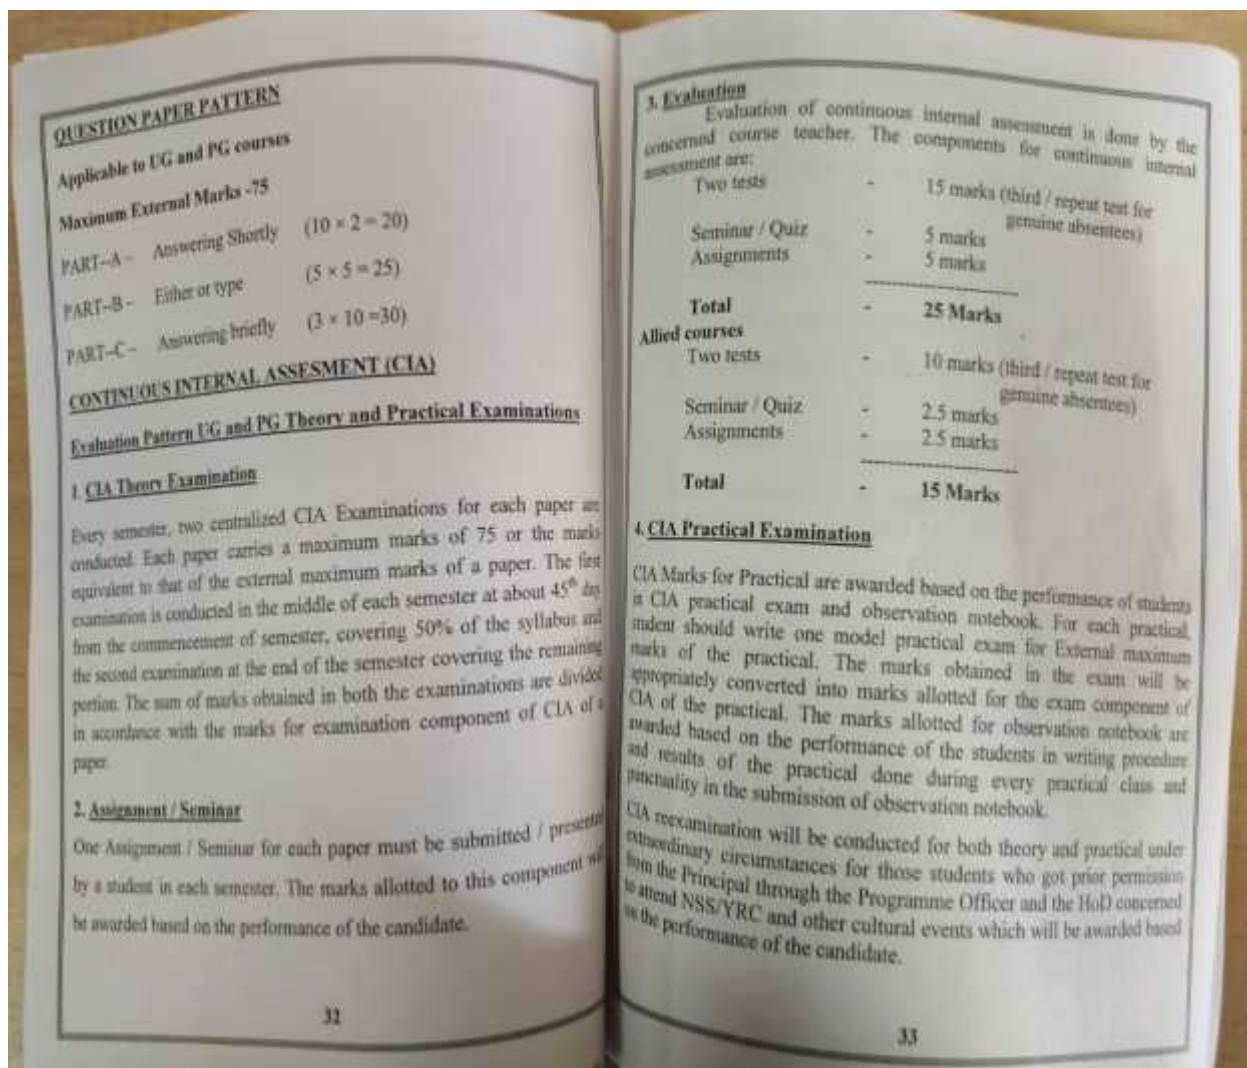 QUESTION PAPER PATTERN
Applicable to UG and PG courses
Maximum External Marks -75
PART–A – Answering Shortly (10 × 2 = 20)
PART–B – Either or type (5 × 5 = 25)
PART–C – Answering briefly (3 × 10 =30)
CONTINUOUS INTERNAL ASSESMENT (CIA)
Evaluation Pattern UG and PG Theory and Practical Examinations
1. CIA Theory Examination
Every semester, two centralized CIA Examinations for each paper are
conducted. Each paper carries a maximum marks of 75 or the marks
equivalent to that of the external maximum marks of a paper. The first
examination is conducted in the middle of each semester at about 45th day
from the commencement of semester, covering 50% of the syllabus and
the second examination at the end of the semester covering the remaining
portion. The sum of marks obtained in both the examinations are divided
in accordance with the marks for examination component of CIA of a
paper.
2. Assignment / Seminar
One Assignment / Seminar for each paper must be submitted / presented
by a student in each semester. The marks allotted to this component will
be awarded based on the performance of the candidate.
32
3. Evaluation
Evaluation of continuous internal assessment is done by the
concerned course teacher. The components for continuous internal
assessment are:
Two tests - 15 marks (third / repeat test for
genuine absentees)
Seminar / Quiz - 5 marks
Assignments - 5 marks
Total - 25 Marks
Allied courses
Two tests - 10 marks (third / repeat test for
genuine absentees)
Seminar / Quiz - 2.5 marks
Assignments - 2.5 marks
Total - 15 Marks
4. CIA Practical Examination
CIA Marks for Practical are awarded based on the performance of students
in CIA practical exam and observation notebook. For each practical,
student should write one model practical exam for External maximum
marks of the practical. The marks obtained in the exam will be
appropriately converted into marks allotted for the exam component of
CIA of the practical. The marks allotted for observation notebook are
awarded based on the performance of the students in writing procedure
and results of the practical done during every practical class and
punctuality in the submission of observation notebook.
CIA reexamination will be conducted for both theory and practical under
extraordinary circumstances for those students who got prior permission
from the Principal through the Programme Officer and the HoD concerned
to attend NSS/YRC and other cultural events which will be awarded based
on the performance of the candidate.
33